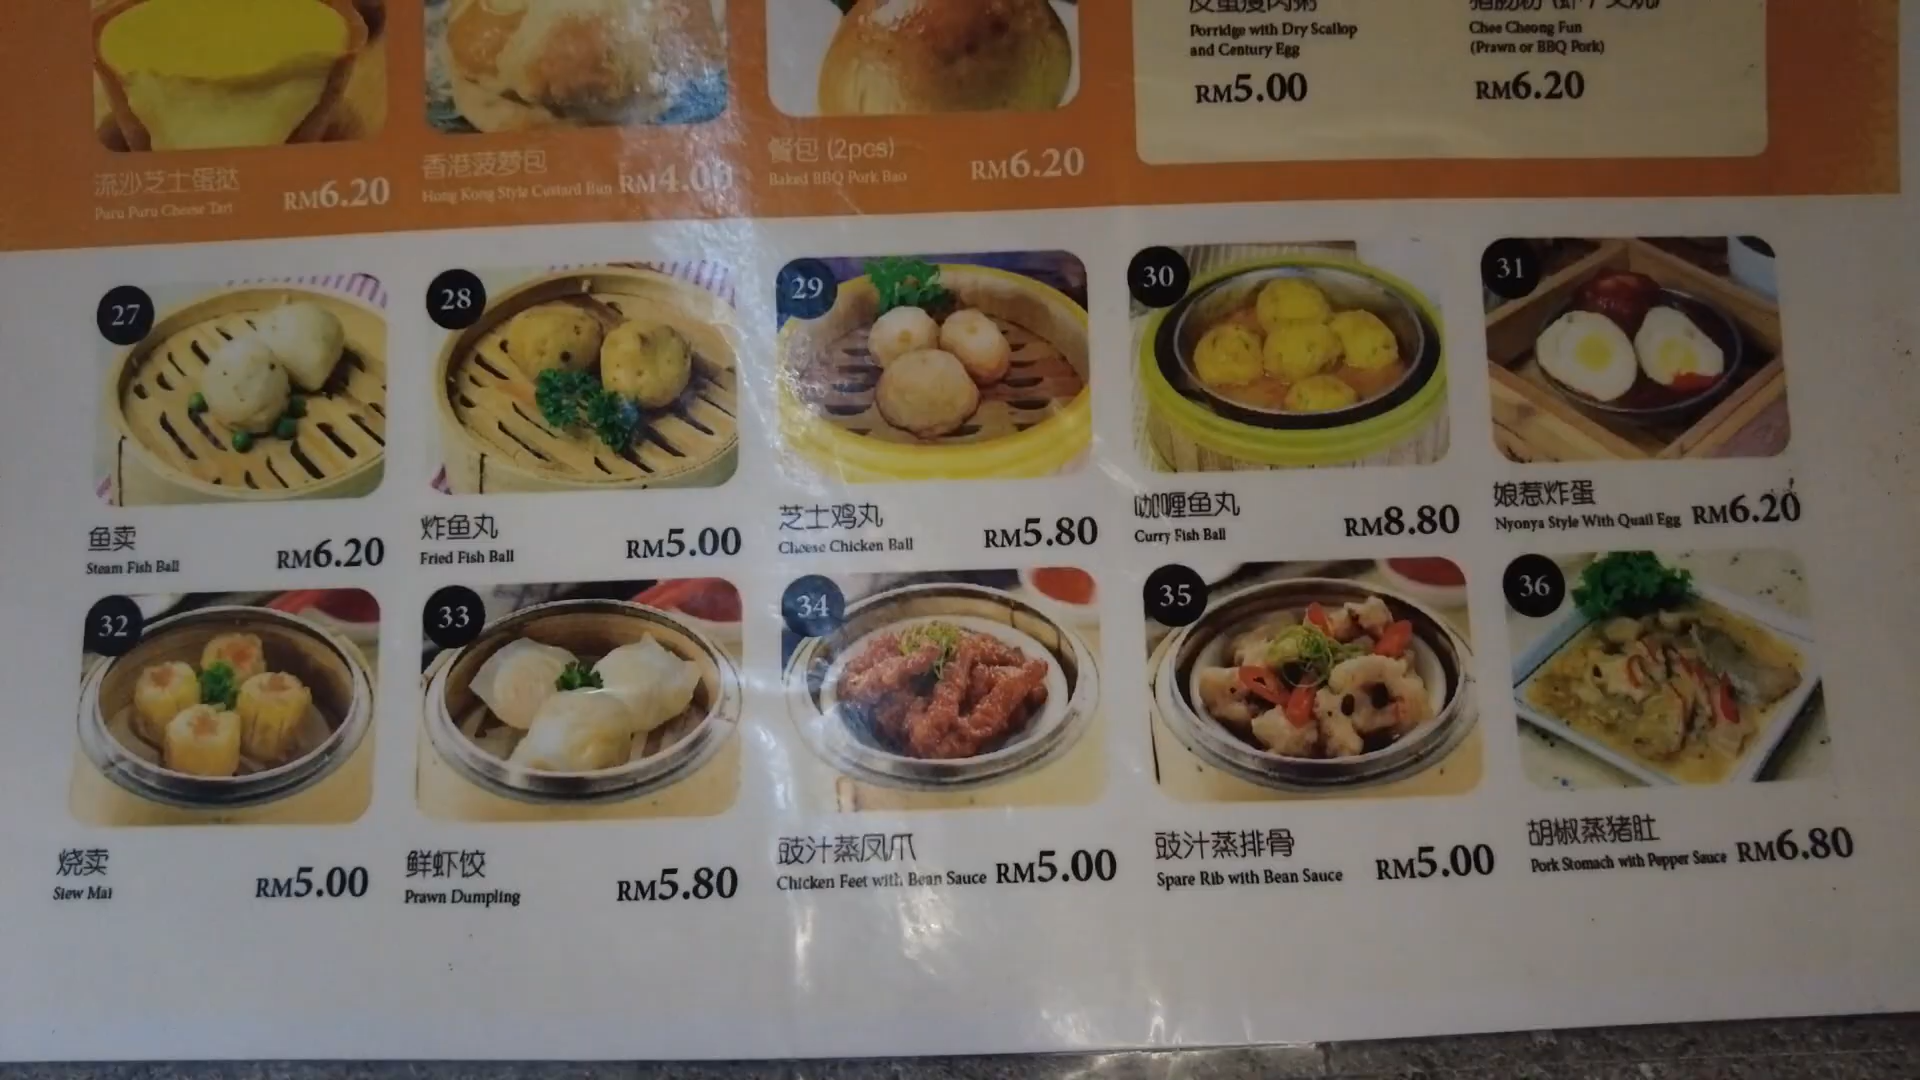 Porridge with Dry Scallop
and Century Egg
RM5.00
Chee Cheong Fun
(Prawn or BBQ Pork)
RM6.20
流沙芝士蛋挞
Puru Puru Cheese Tart
RM6.20
香港菠萝包
Hong Kong Style Custard Bun
RM4.00
餐包 (2pcs)
Baked BBQ Pork Bao
RM6.20
27
鱼卖
Steam Fish Ball
RM6.20
28
炸鱼丸
Fried Fish Ball
RM5.00
29
芝士鸡丸
Cheese Chicken Ball
RM5.80
30
咖喱鱼丸
Curry Fish Ball
RM8.80
31
娘惹炸蛋
Nyonya Style With Quail Egg
RM6.20
32
烧卖
Siew Mai
RM5.00
33
鲜虾饺
Prawn Dumpling
RM5.80
34
豉汁蒸凤爪
Chicken Feet with Bean Sauce
RM5.00
35
豉汁蒸排骨
Spare Rib with Bean Sauce
RM5.00
36
胡椒蒸猪肚
Pork Stomach with Pepper Sauce
RM6.80